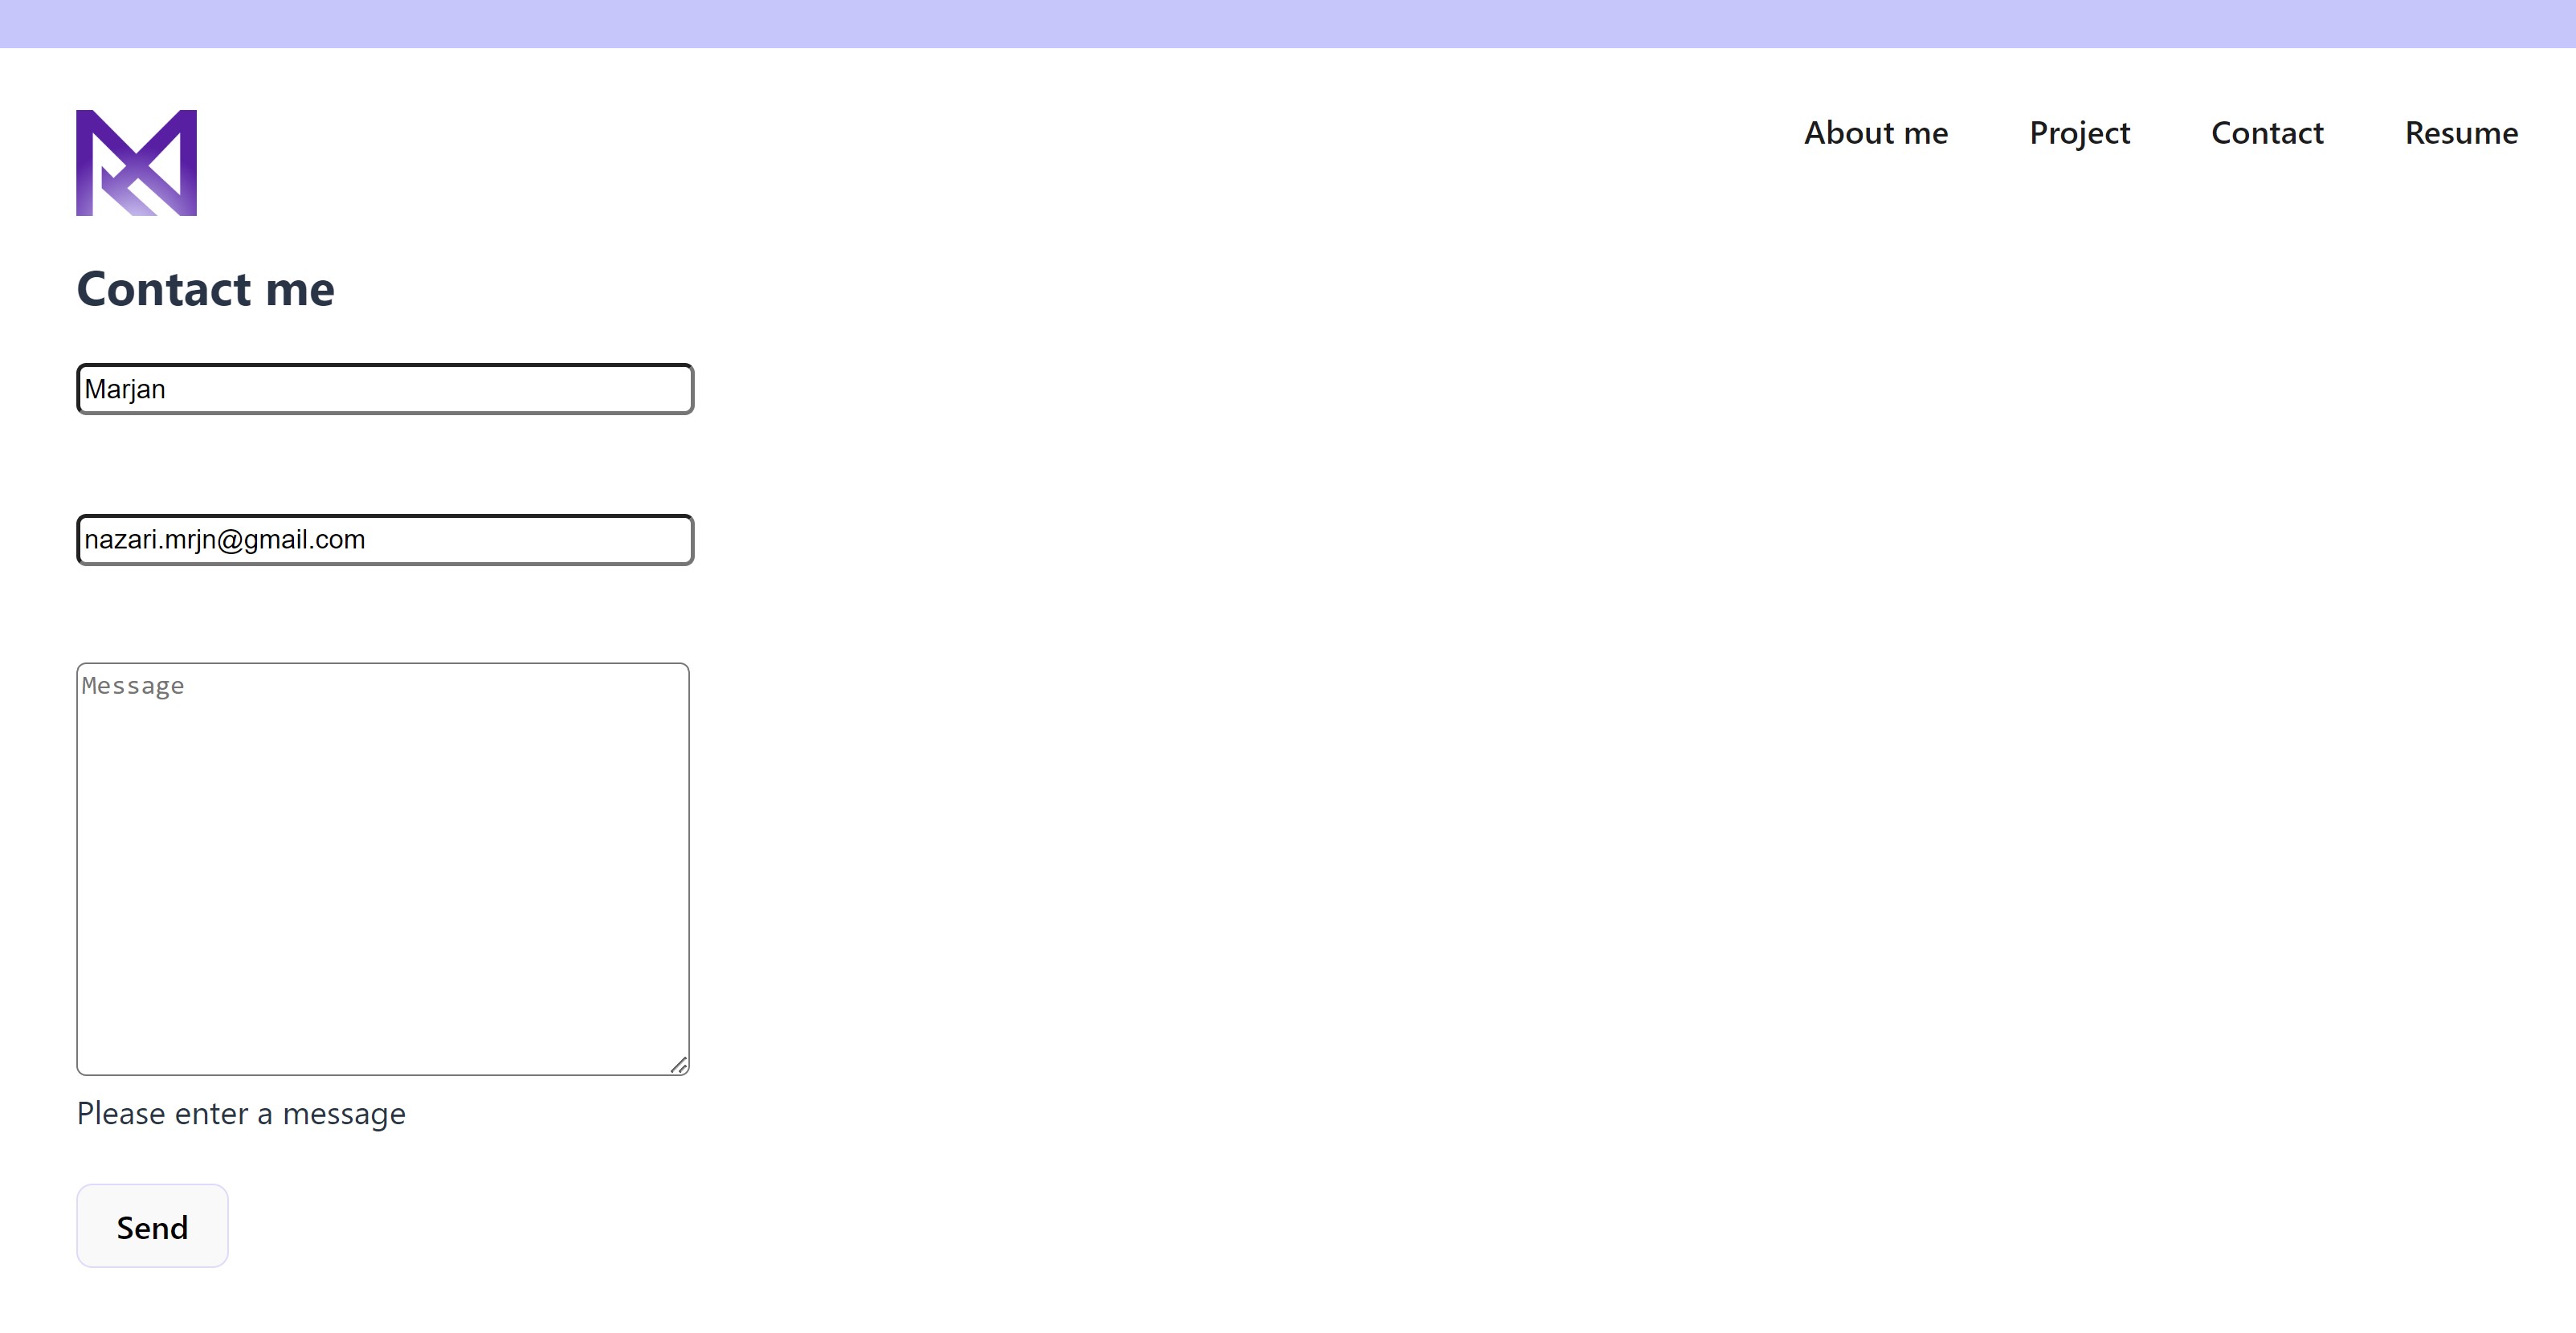 About me Project Contact Resume
Contact me
Marjan
nazari.mrjn@gmail.com
Message
Please enter a message
Send